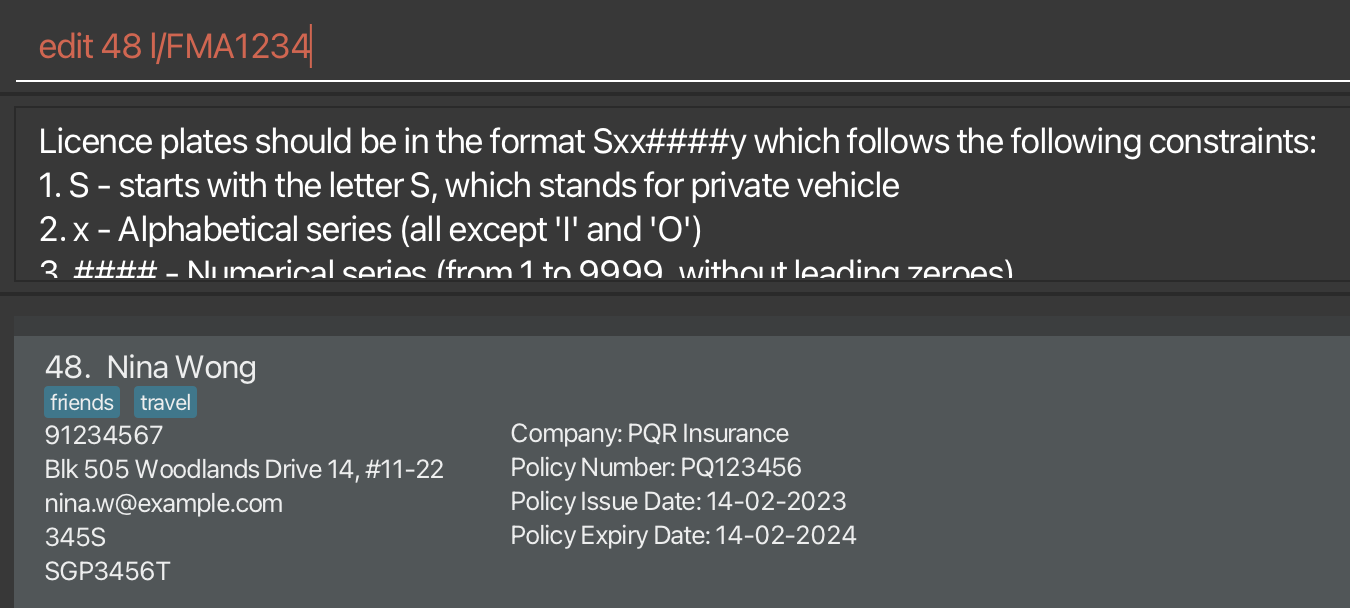 edit 48 l/FMA1234
Licence plates should be in the format Sxx####y which follows the following constraints:
1. S - starts with the letter S, which stands for private vehicle
2. x - Alphabetical series (all except 'I' and 'O')
3. #### - Numerical series (from 1 to 9999, without leading zeroes)
48. Nina Wong
friends travel
91234567
Blk 505 Woodlands Drive 14, #11-22
nina.w@example.com
345S
SGP3456T
Company: PQR Insurance
Policy Number: PQ123456
Policy Issue Date: 14-02-2023
Policy Expiry Date: 14-02-2024